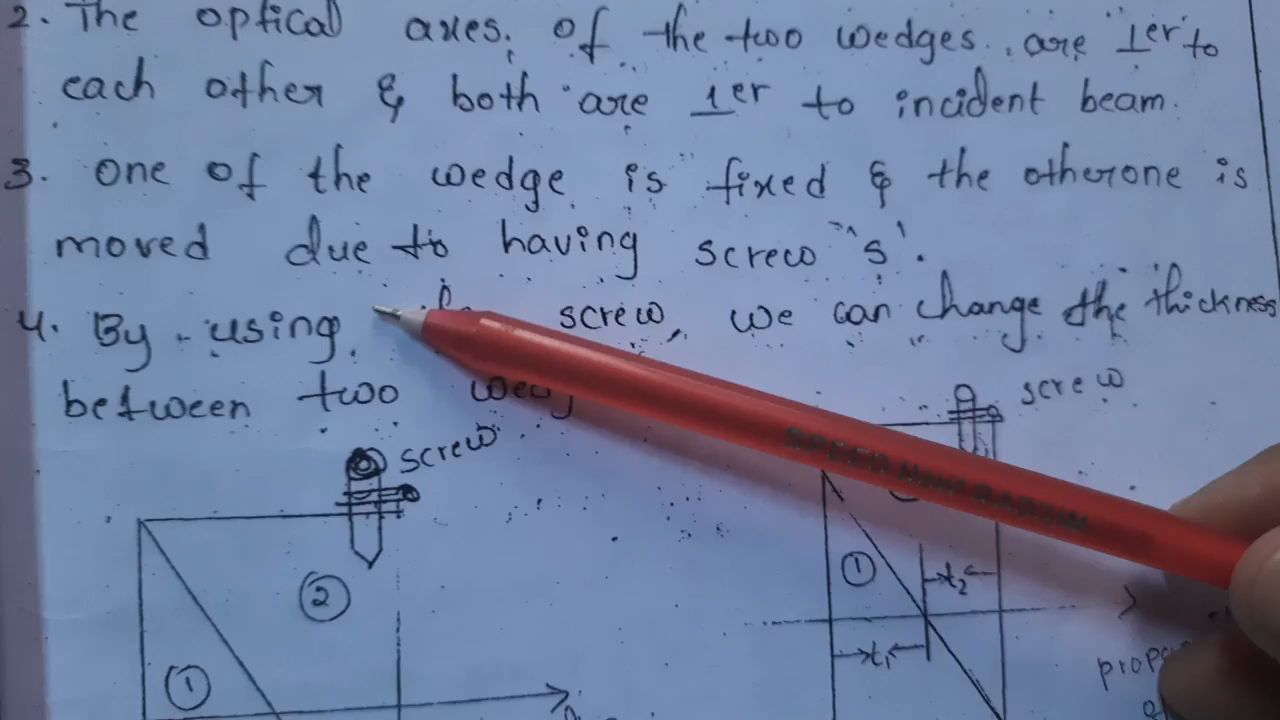 2. The optical axes. of the two wedges. are ⊥er to
each other & both are ⊥er to incident beam.
3. one of the wedge is fixed & the otherone is
moved due to having screw 's'.
4. By using screw, we can change the thickness
between two
screw
screw
②
①
①
t₂
t₁